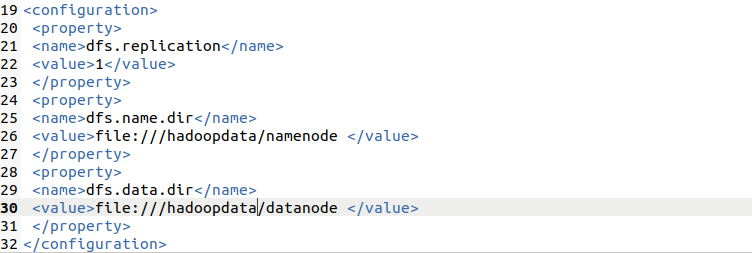 19 <configuration>
20  <property>
21  <name>dfs.replication</name>
22  <value>1</value>
23  </property>
24  <property>
25  <name>dfs.name.dir</name>
26  <value>file:///hadoopdata/namenode </value>
27  </property>
28  <property>
29  <name>dfs.data.dir</name>
30  <value>file:///hadoopdata/datanode </value>
31  </property>
32 </configuration>